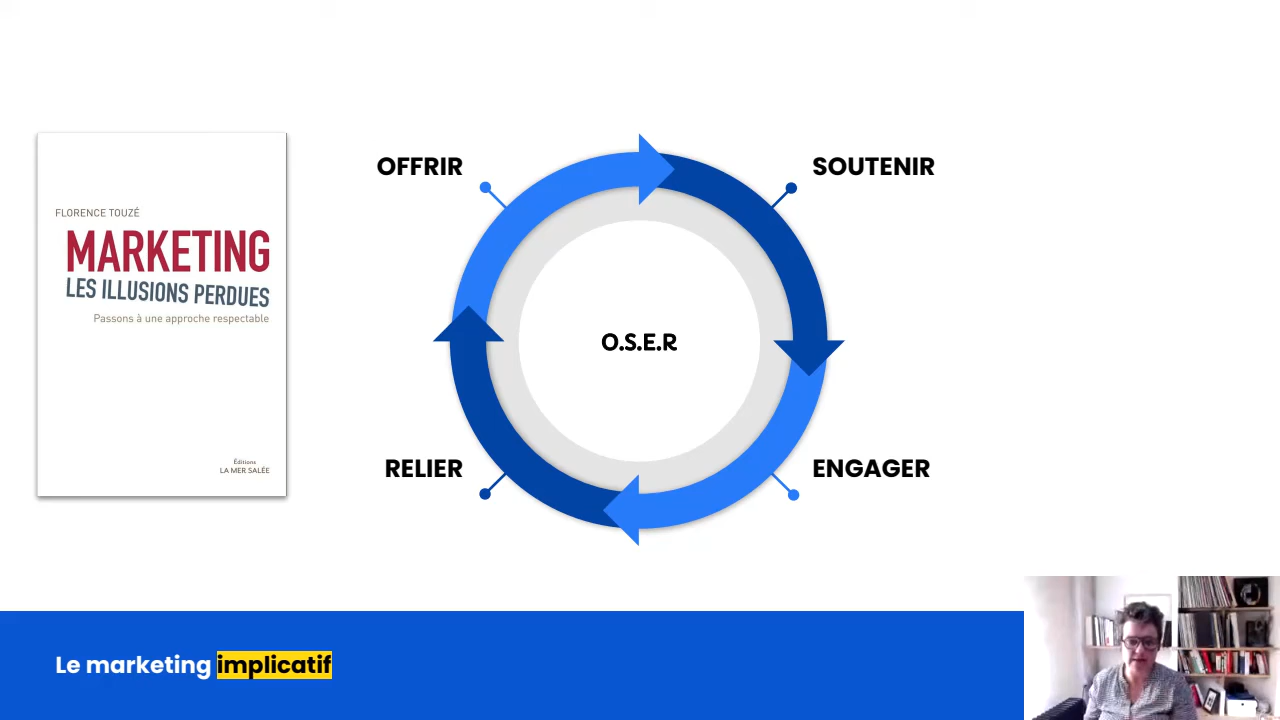 FLORENCE TOUZÉ
MARKETING
LES ILLUSIONS PERDUES
Passons à une approche respectable
Éditions
LA MER SALÉE
OFFRIR
SOUTENIR
O.S.E.R
RELIER
ENGAGER
Le marketing implicatif